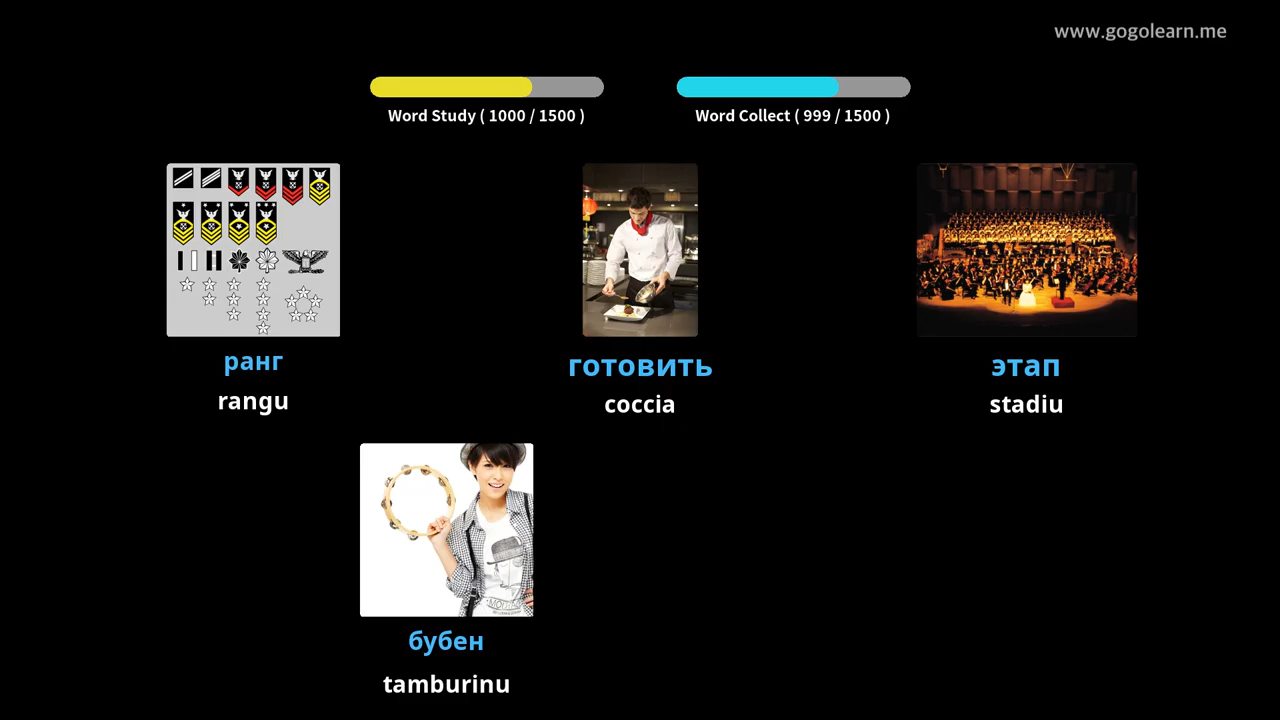 www.gogolearn.me
Word Study ( 1000 / 1500 )
Word Collect ( 999 / 1500 )
ранг
rangu
готовить
coccia
этап
stadiu
бубен
tamburinu